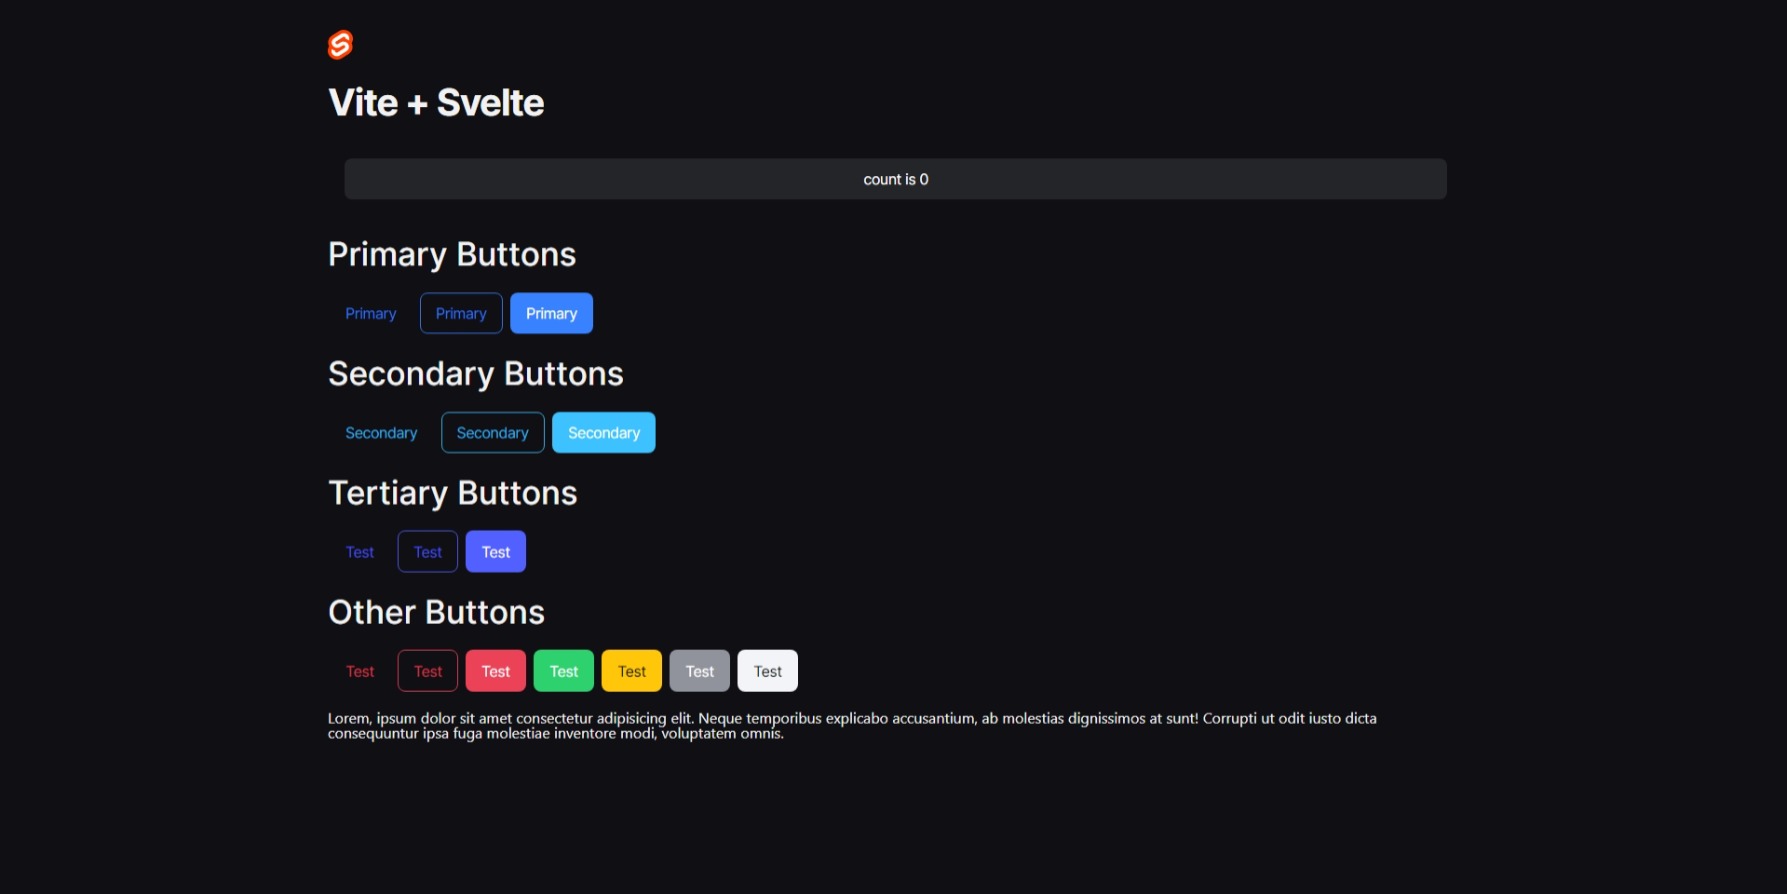 Vite + Svelte
count is 0
Primary Buttons
Primary Primary Primary
Secondary Buttons
Secondary Secondary Secondary
Tertiary Buttons
Test Test Test
Other Buttons
Test Test Test Test Test Test Test
Lorem, ipsum dolor sit amet consectetur adipisicing elit. Neque temporibus explicabo accusantium, ab molestias dignissimos at sunt! Corrupti ut odit iusto dicta
consequuntur ipsa fuga molestiae inventore modi, voluptatem omnis.